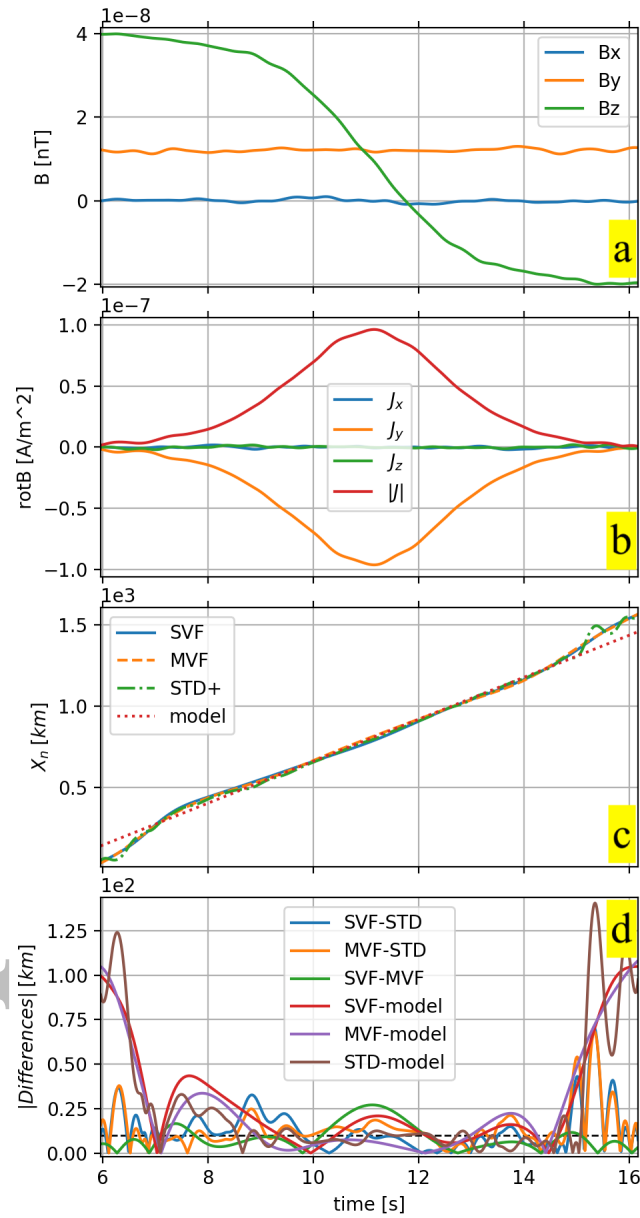 1e−8
4
2
0
−2
B [nT]
Bx
By
Bz
a
1e−7
1.0
0.5
0.0
−0.5
−1.0
rotB [A/m^2]
Jx
Jy
Jz
|J|
b
1e3
1.5
1.0
0.5
Xn [km]
SVF
MVF
STD+
model
c
1e2
1.25
1.00
0.75
0.50
0.25
0.00
|Differences| [km]
SVF-STD
MVF-STD
SVF-MVF
SVF-model
MVF-model
STD-model
d
6 8 10 12 14 16
time [s]